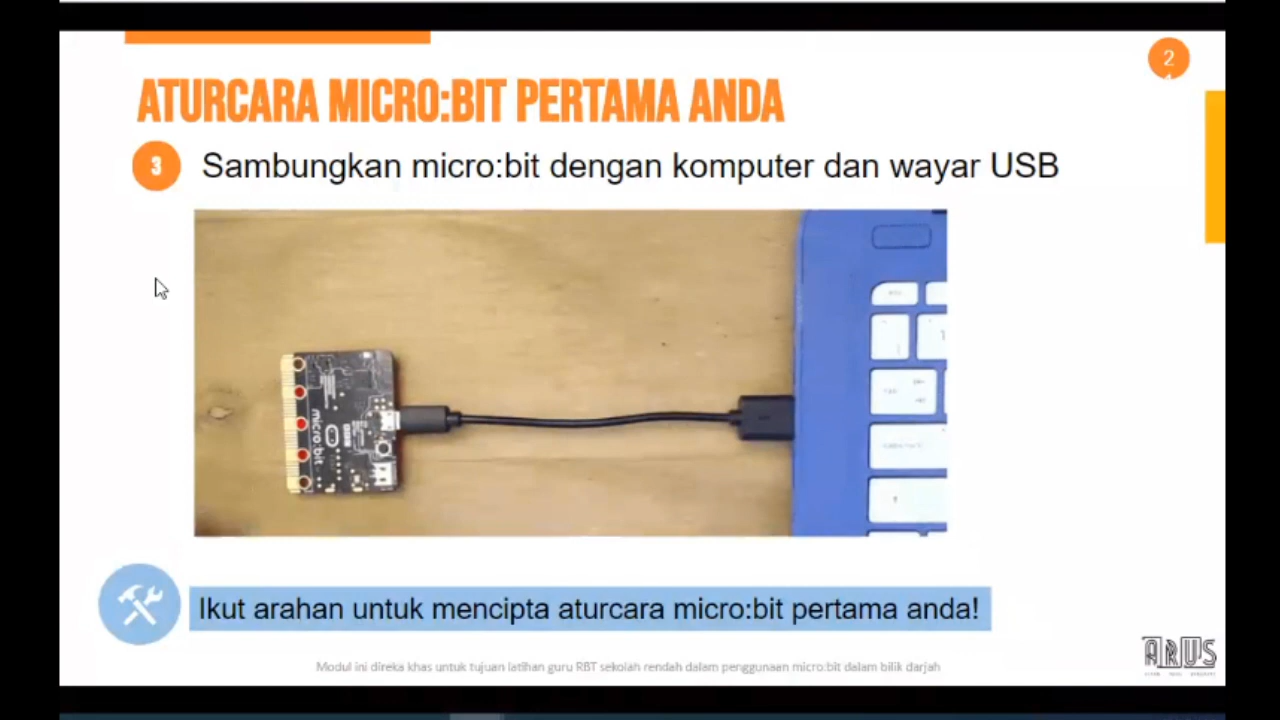 2
ATURCARA MICRO:BIT PERTAMA ANDA
3 Sambungkan micro:bit dengan komputer dan wayar USB
micro:bit
Ikut arahan untuk mencipta aturcara micro:bit pertama anda!
Modul ini direka khas untuk tujuan latihan guru RBT sekolah rendah dalam penggunaan micro:bit dalam bilik darjah
ARUS